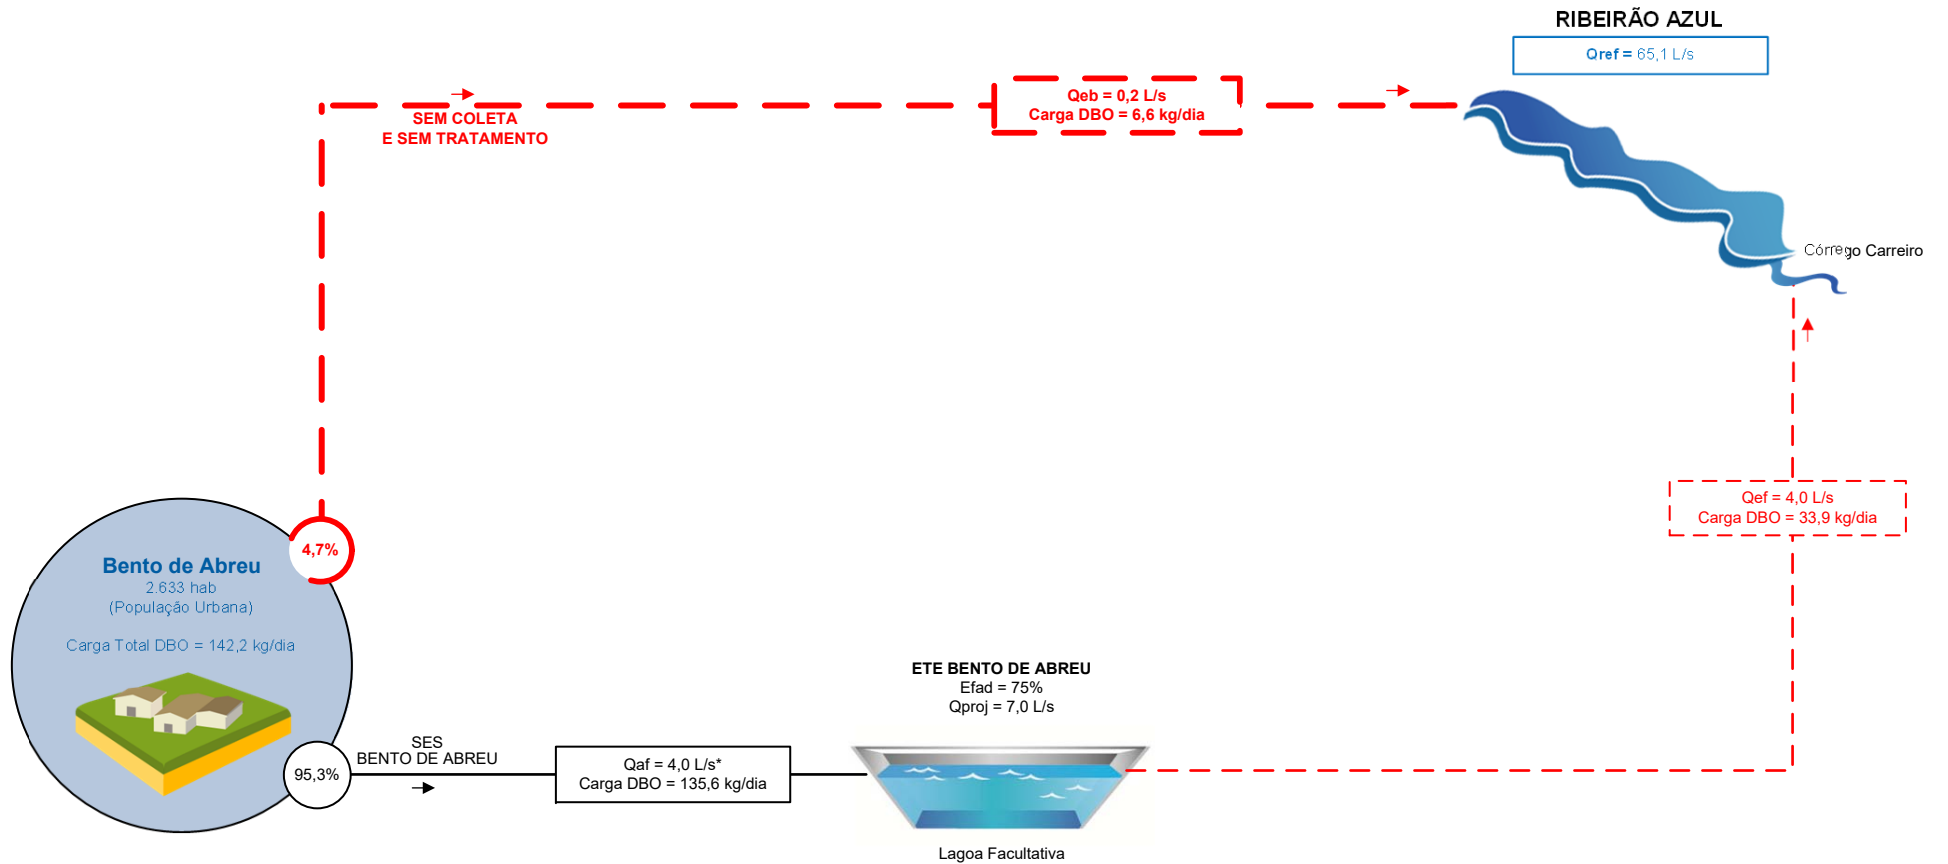 RIBEIRÃO AZUL
Qref = 65,1 L/s
Qeb = 0,2 L/s
Carga DBO = 6,6 kg/dia
SEM COLETA
E SEM TRATAMENTO
Córrego Carreiro
Qef = 4,0 L/s
Carga DBO = 33,9 kg/dia
4,7%
Bento de Abreu
2.633 hab
(População Urbana)
Carga Total DBO = 142,2 kg/dia
95,3%
SES
BENTO DE ABREU
Qaf = 4,0 L/s*
Carga DBO = 135,6 kg/dia
ETE BENTO DE ABREU
Efad = 75%
Qproj = 7,0 L/s
Lagoa Facultativa